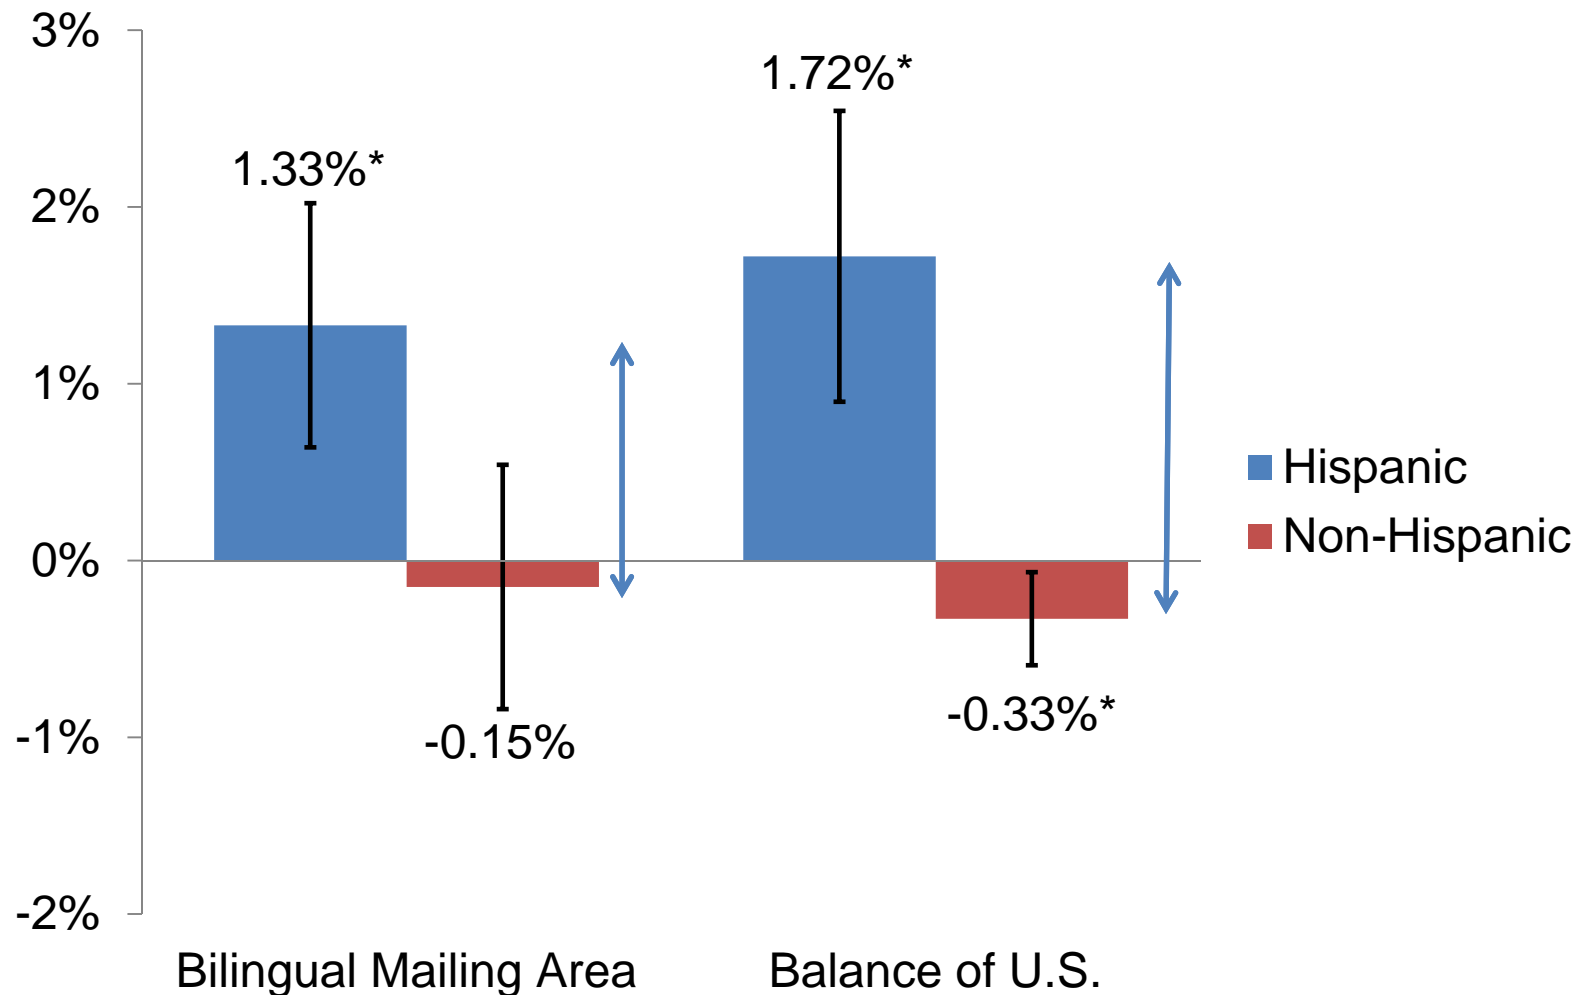 3%
2%
1%
0%
-1%
-2%
1.33%*
-0.15%
1.72%*
-0.33%*
Bilingual Mailing Area
Balance of U.S.
Hispanic
Non-Hispanic